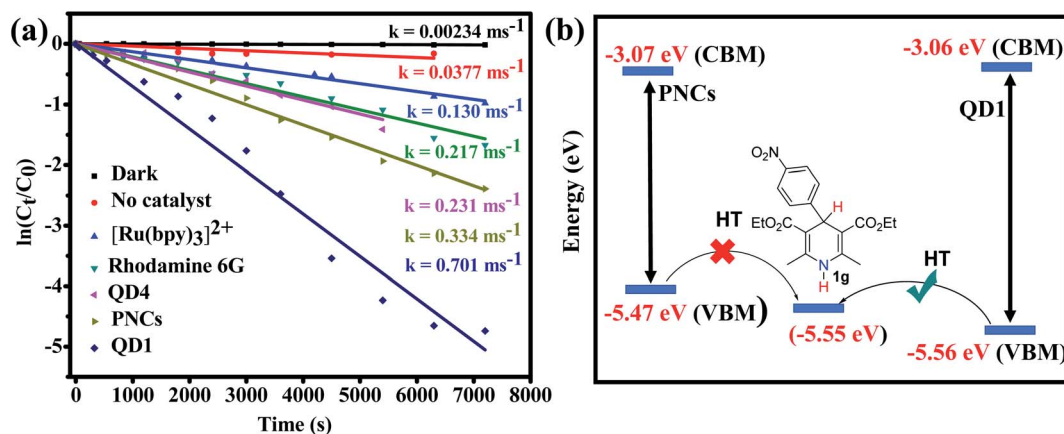 (a)
k = 0.00234 ms⁻¹
k = 0.0377 ms⁻¹
k = 0.130 ms⁻¹
k = 0.217 ms⁻¹
k = 0.231 ms⁻¹
k = 0.334 ms⁻¹
k = 0.701 ms⁻¹
Dark
No catalyst
[Ru(bpy)₃]²⁺
Rhodamine 6G
QD4
PNCs
QD1
0
-1
-2
-3
-4
-5
ln(Cₜ/C₀)
0 1000 2000 3000 4000 5000 6000 7000 8000
Time (s)
(b)
Energy (eV)
-3.07 eV (CBM)
-3.06 eV (CBM)
PNCs
QD1
O₂N
H
EtO₂C
CO₂Et
N
H
1g
HT
HT
-5.47 eV (VBM)
(-5.55 eV)
-5.56 eV (VBM)